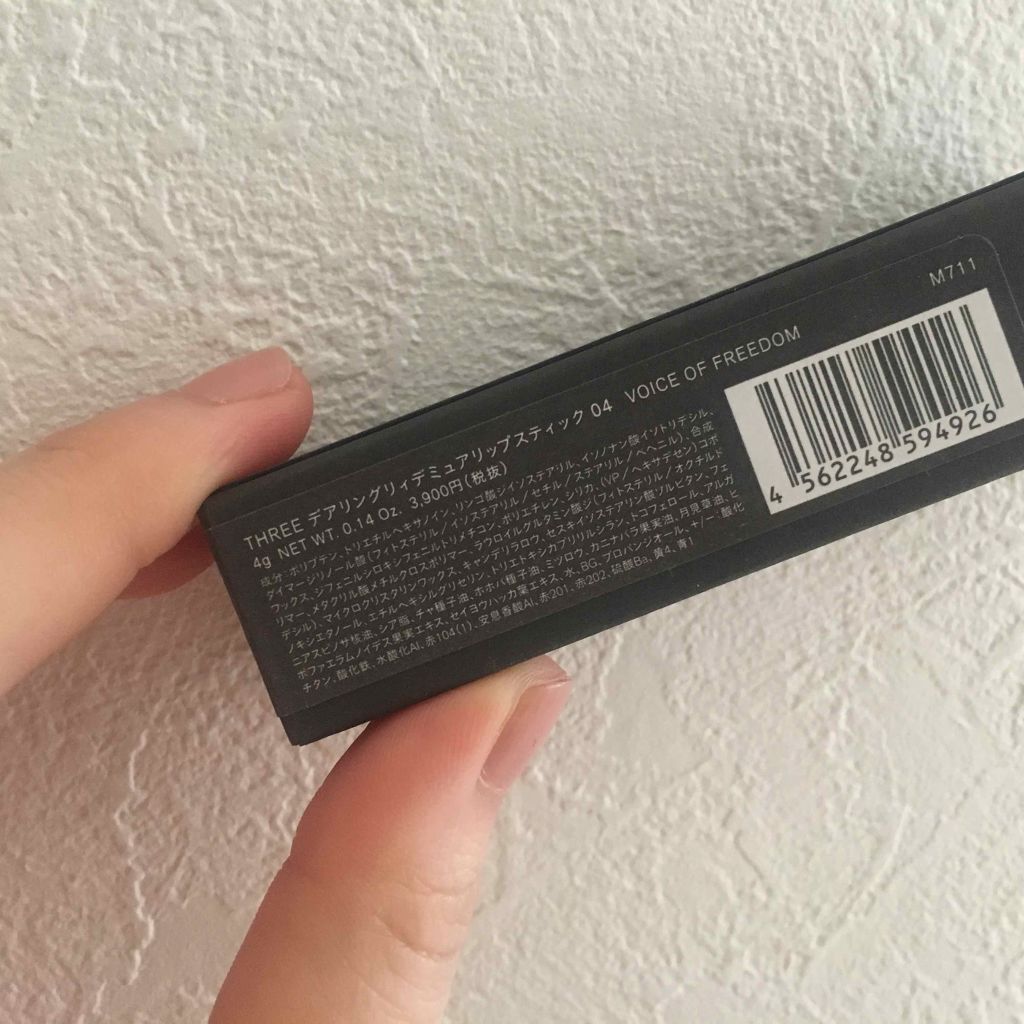 M711
THREE デアリングリィデミュアリップスティック 04 VOICE OF FREEDOM
4g NET WT. 0.14 Oz. 3,900円(税抜)
成分:ポリブテン、トリエチルヘキサノイン、リンゴ酸ジイソステアリル、イソノナン酸イソトリデシル、
ダイマージリノール酸(フィトステリル/イソステアリル/セチル/ステアリル/ベヘニル)、合成
ワックス、ジフェニルシロキシフェニルトリメチコン、ポリエチレン、シリカ、(VP/ヘキサデセン)コポ
リマー、メタクリル酸メチルクロスポリマー、ラウロイルグルタミン酸ジ(フィトステリル/オクチルド
デシル)、マイクロクリスタリンワックス、キャンデリラロウ、セスキイソステアリン酸ソルビタン、フェ
ノキシエタノール、エチルヘキシルグリセリン、トリエトキシカプリリルシラン、トコフェロール、アルガ
ニアスピノサ核油、シア脂、チャ種子油、ホホバ種子油、ミツロウ、カニナバラ果実油、月見草油、ヒ
ポファエラムノイデス果実エキス、セイヨウハッカ葉エキス、水、BG、プロパンジオール、+/-、酸化
チタン、酸化鉄、水酸化Al、赤104(1)、安息香酸Al、赤201、赤202、硫酸Ba、黄4、青1
4 562248 594926